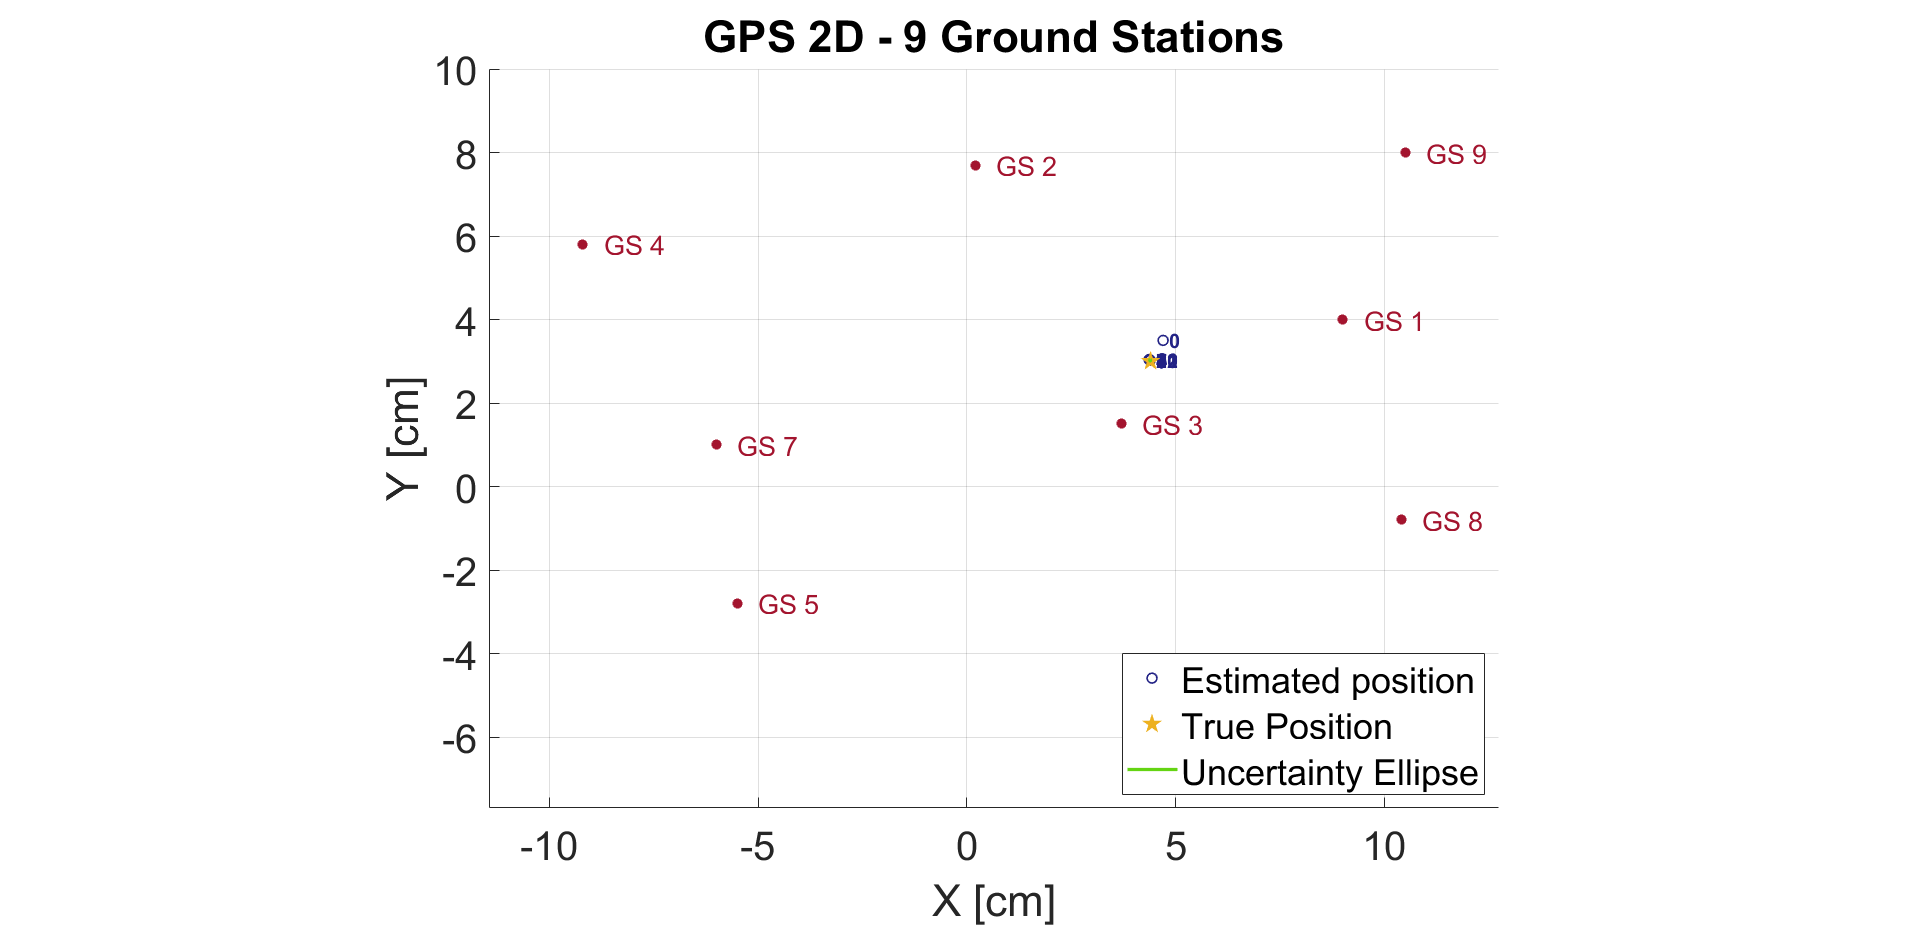 GPS 2D - 9 Ground Stations
10
8
6
4
2
0
-2
-4
-6
Y [cm]
GS 9
GS 2
GS 4
GS 1
0
GS 3
GS 7
GS 8
GS 5
Estimated position
True Position
Uncertainty Ellipse
-10
-5
0
5
10
X [cm]